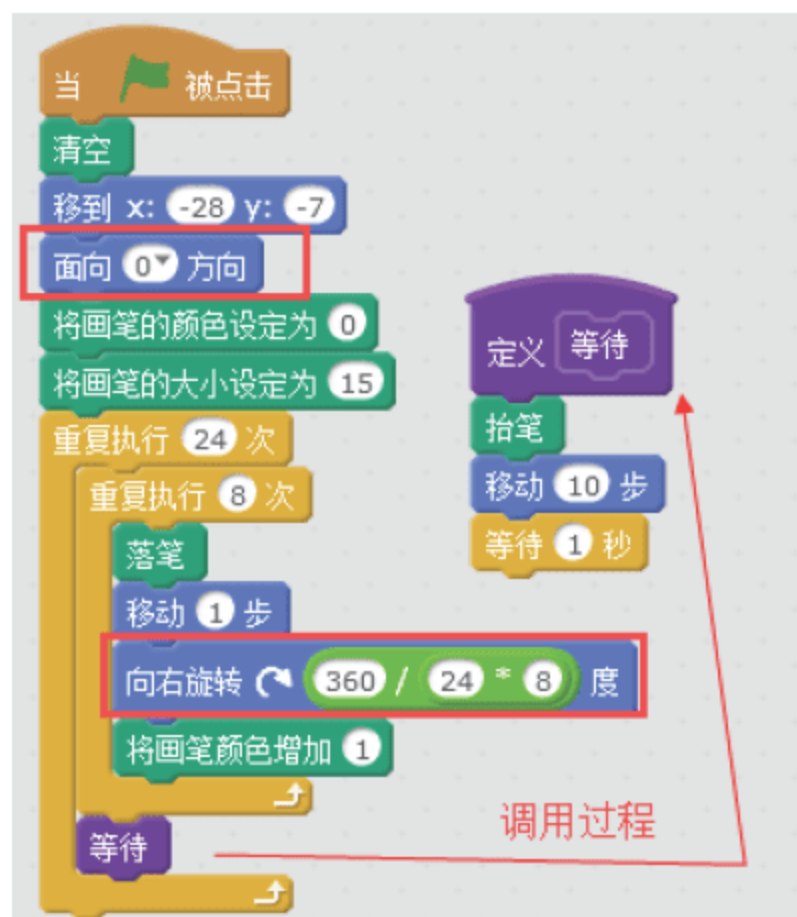 当 被点击
清空
移到 x: -28 y: -7
面向 0 方向
将画笔的颜色设定为 0
将画笔的大小设定为 15
重复执行 24 次
重复执行 8 次
落笔
移动 1 步
向右旋转 360 / 24 * 8 度
将画笔颜色增加 1
等待
定义 等待
抬笔
移动 10 步
等待 1 秒
调用过程